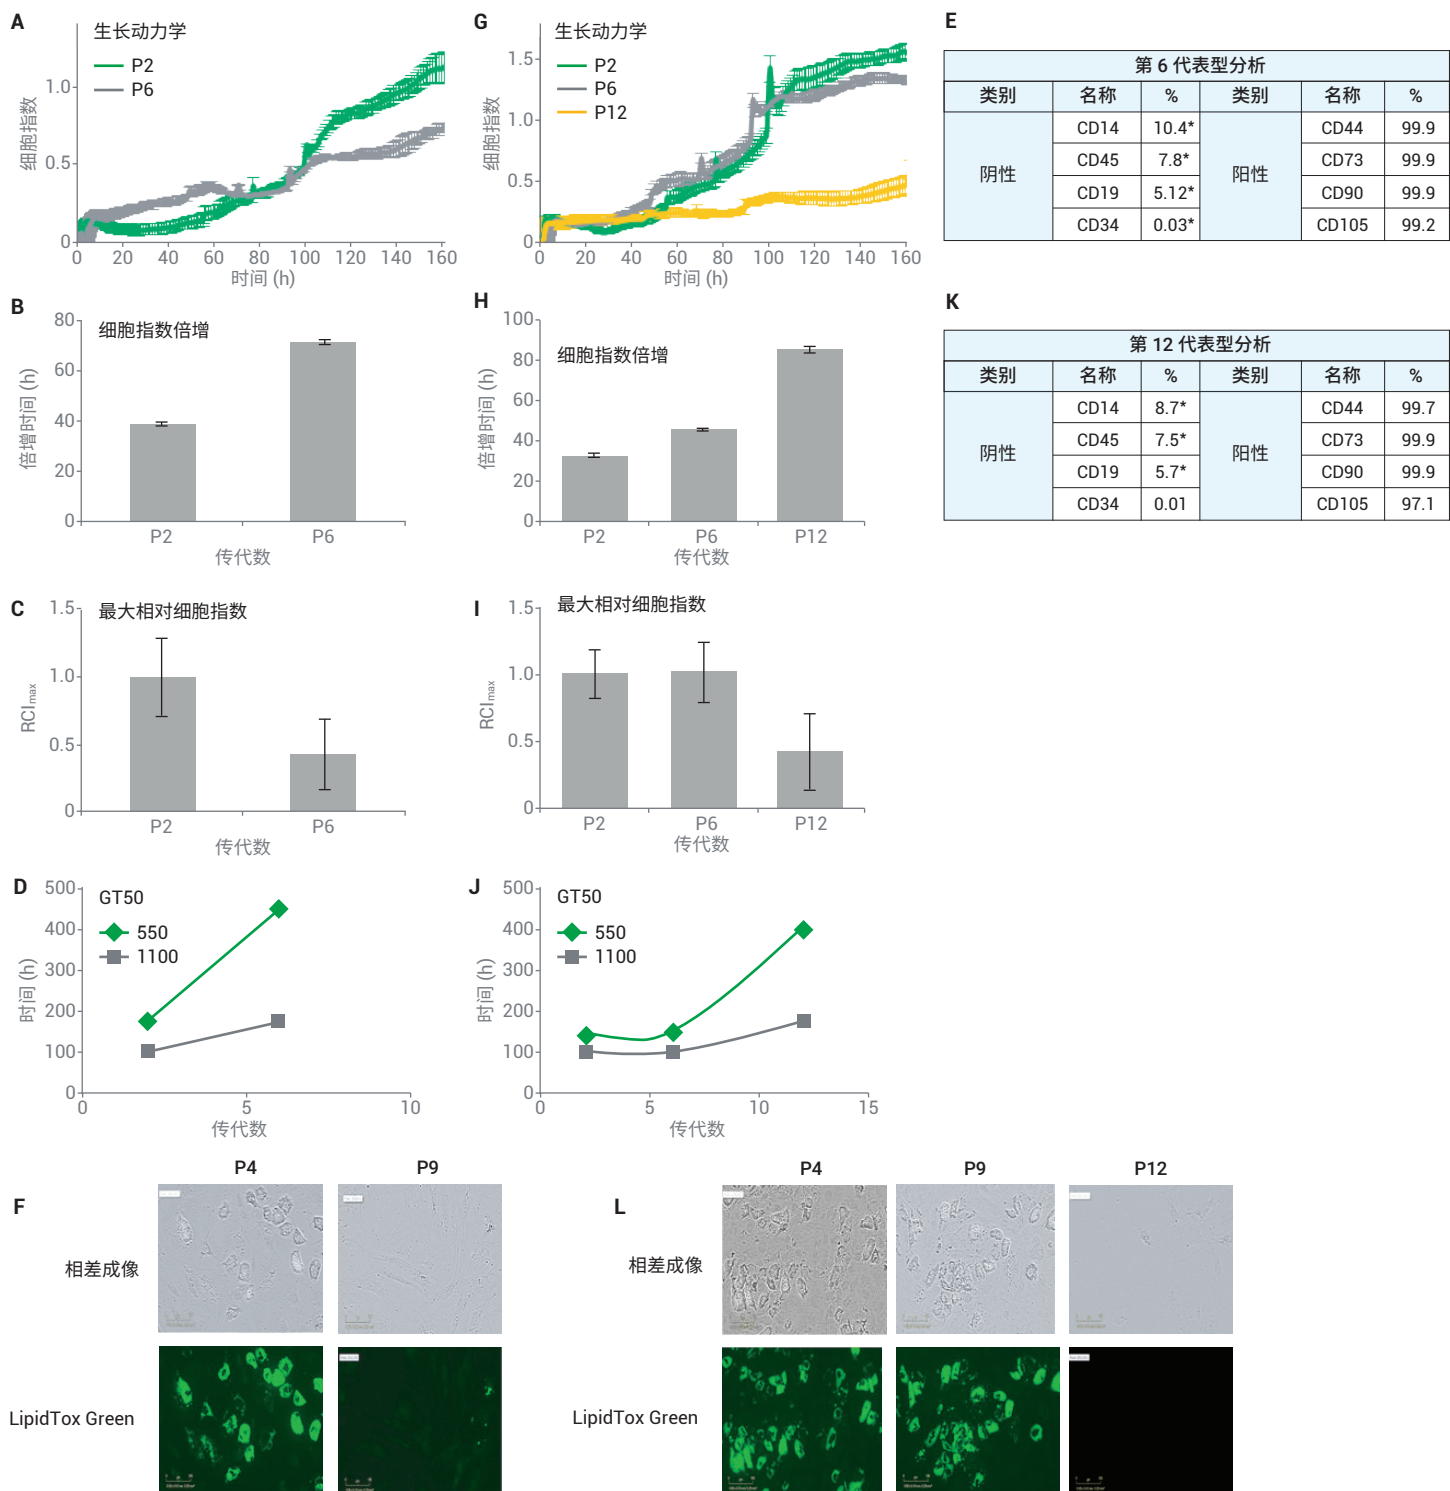 A
生长动力学
P2
P6
细胞指数
1.0
0.5
0
0 20 40 60 80 100 120 140 160
时间 (h)
G
生长动力学
P2
P6
P12
细胞指数
1.5
1.0
0.5
0
0 20 40 60 80 100 120 140 160
时间 (h)
E
第 6 代表型分析
类别 名称 % 类别 名称 %
阴性 CD14 10.4* 阳性 CD44 99.9
CD45 7.8* CD73 99.9
CD19 5.12* CD90 99.9
CD34 0.03* CD105 99.2
B
细胞指数倍增
倍增时间 (h)
80
60
40
20
0
P2 P6
传代数
H
细胞指数倍增
倍增时间 (h)
100
80
60
40
20
0
P2 P6 P12
传代数
K
第 12 代表型分析
类别 名称 % 类别 名称 %
阴性 CD14 8.7* 阳性 CD44 99.7
CD45 7.5* CD73 99.9
CD19 5.7* CD90 99.9
CD34 0.01 CD105 97.1
C
最大相对细胞指数
RCImax
1.5
1.0
0.5
0
P2 P6
传代数
I
最大相对细胞指数
RCImax
1.5
1.0
0.5
0
P2 P6 P12
传代数
D
GT50
550
1100
时间 (h)
500
400
300
200
100
0
0 5 10
传代数
J
GT50
550
1100
时间 (h)
500
400
300
200
100
0
0 5 10 15
传代数
F
P4 P9
相差成像
LipidTox Green
L
P4 P9 P12
相差成像
LipidTox Green